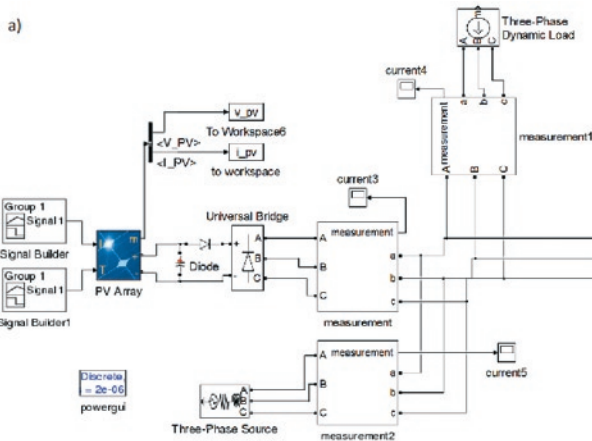 a)
F
A B C
Three-Phase
Dynamic Load
current4
a b c
measurement
A B C
measurement1
v_pv
To Workspace6
<V_PV>
i_pv
<I_PV>
to workspace
current3
Group 1
Signal 1
Signal Builder
Group 1
Signal 1
Signal Builder1
I
T
m
+
-
PV Array
Diode
Universal Bridge
+
-
A
B
C
A
B
C
measurement
a
b
c
measurement
Discrete,
= 2e-06
powergui
A
B
C
Three-Phase Source
A
B
C
measurement
a
b
c
measurement2
current5